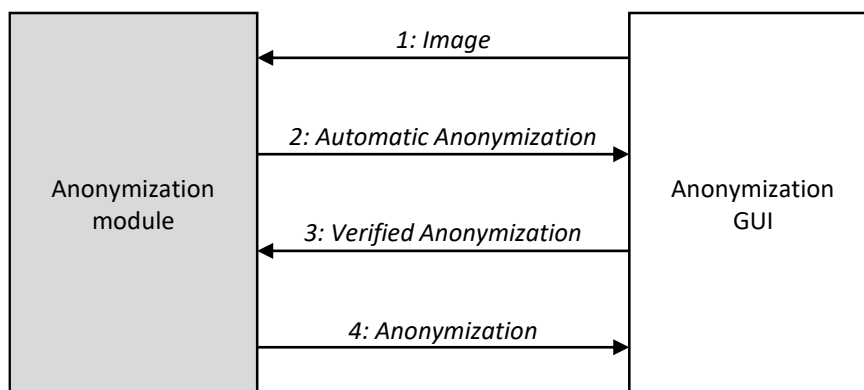 1: Image
2: Automatic Anonymization
Anonymization
module
Anonymization
GUI
3: Verified Anonymization
4: Anonymization